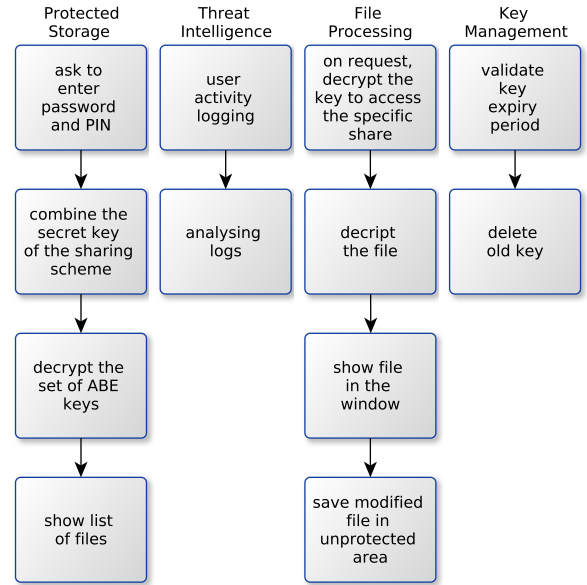 Protected
Storage
ask to
enter
password
and PIN
combine the
secret key
of the sharing
scheme
decrypt the
set of ABE
keys
show list
of files
Threat
Intelligence
user
activity
logging
analysing
logs
File
Processing
on request,
decrypt the
key to access
the specific
share
decript
the file
show file
in the
window
save modified
file in
unprotected
area
Key
Management
validate
key
expiry
period
delete
old key